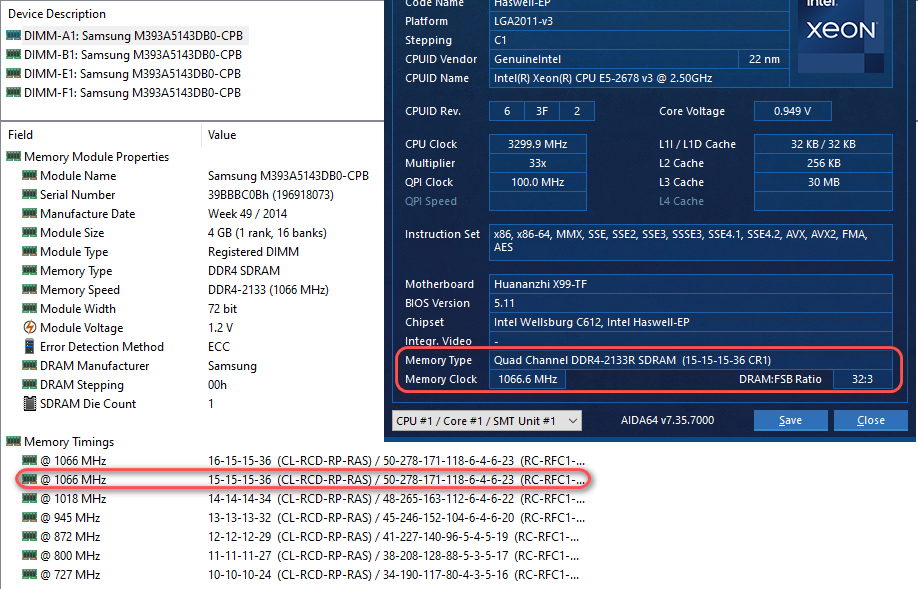 Device Description
DIMM-A1: Samsung M393A5143DB0-CPB
DIMM-B1: Samsung M393A5143DB0-CPB
DIMM-E1: Samsung M393A5143DB0-CPB
DIMM-F1: Samsung M393A5143DB0-CPB
Field Value
Memory Module Properties
Module Name Samsung M393A5143DB0-CPB
Serial Number 39BBBC0Bh (196918073)
Manufacture Date Week 49 / 2014
Module Size 4 GB (1 rank, 16 banks)
Module Type Registered DIMM
Memory Type DDR4 SDRAM
Memory Speed DDR4-2133 (1066 MHz)
Module Width 72 bit
Module Voltage 1.2 V
Error Detection Method ECC
DRAM Manufacturer Samsung
DRAM Stepping 00h
SDRAM Die Count 1
Memory Timings
@ 1066 MHz 16-15-15-36 (CL-RCD-RP-RAS) / 50-278-171-118-6-4-6-23 (RC-RFC1-...
@ 1066 MHz 15-15-15-36 (CL-RCD-RP-RAS) / 50-278-171-118-6-4-6-23 (RC-RFC1-...
@ 1018 MHz 14-14-14-34 (CL-RCD-RP-RAS) / 48-265-163-112-6-4-6-22 (RC-RFC1-...
@ 945 MHz 13-13-13-32 (CL-RCD-RP-RAS) / 45-246-152-104-6-4-6-20 (RC-RFC1-...
@ 872 MHz 12-12-12-29 (CL-RCD-RP-RAS) / 41-227-140-96-5-4-5-19 (RC-RFC1-...
@ 800 MHz 11-11-11-27 (CL-RCD-RP-RAS) / 38-208-128-88-5-3-5-17 (RC-RFC1-...
@ 727 MHz 10-10-10-24 (CL-RCD-RP-RAS) / 34-190-117-80-4-3-5-16 (RC-RFC1-...
Code Name Haswell-EP
Platform LGA2011-v3
Stepping C1
CPUID Vendor GenuineIntel 22 nm
CPUID Name Intel(R) Xeon(R) CPU E5-2678 v3 @ 2.50GHz
intel
XEON
CPUID Rev. 6 3F 2 Core Voltage 0.949 V
CPU Clock 3299.9 MHz L1I / L1D Cache 32 KB / 32 KB
Multiplier 33x L2 Cache 256 KB
QPI Clock 100.0 MHz L3 Cache 30 MB
QPI Speed L4 Cache
Instruction Set x86, x86-64, MMX, SSE, SSE2, SSE3, SSSE3, SSE4.1, SSE4.2, AVX, AVX2, FMA,
AES
Motherboard Huananzhi X99-TF
BIOS Version 5.11
Chipset Intel Wellsburg C612, Intel Haswell-EP
Integr. Video -
Memory Type Quad Channel DDR4-2133R SDRAM (15-15-15-36 CR1)
Memory Clock 1066.6 MHz DRAM:FSB Ratio 32:3
CPU #1 / Core #1 / SMT Unit #1 AIDA64 v7.35.7000 Save Close